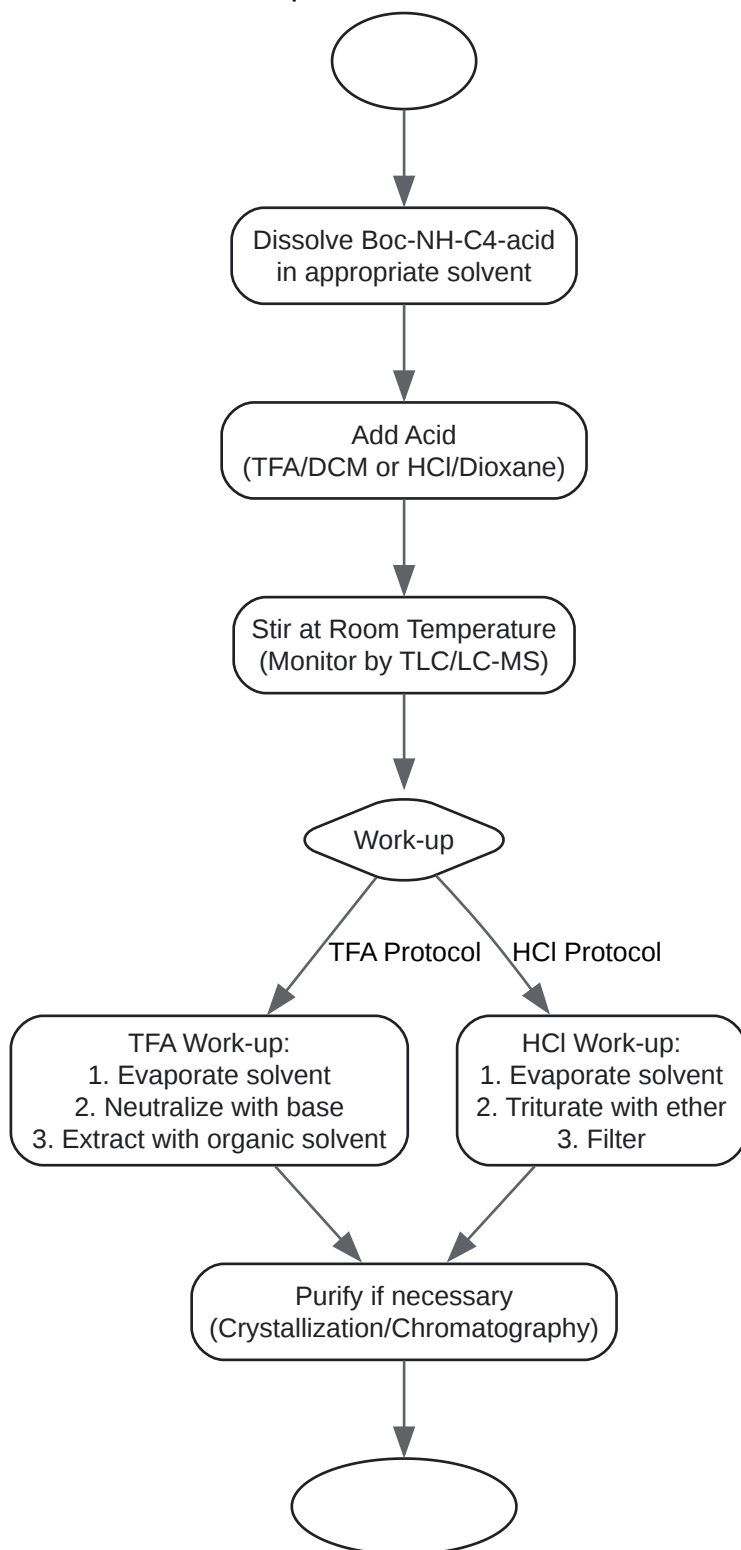 Dissolve Boc-NH-C4-acid
in appropriate solvent
Add Acid
(TFA/DCM or HCl/Dioxane)
Stir at Room Temperature
(Monitor by TLC/LC-MS)
Work-up
TFA Protocol
HCl Protocol
TFA Work-up:
1. Evaporate solvent
2. Neutralize with base
3. Extract with organic solvent
HCl Work-up:
1. Evaporate solvent
2. Triturate with ether
3. Filter
Purify if necessary
(Crystallization/Chromatography)